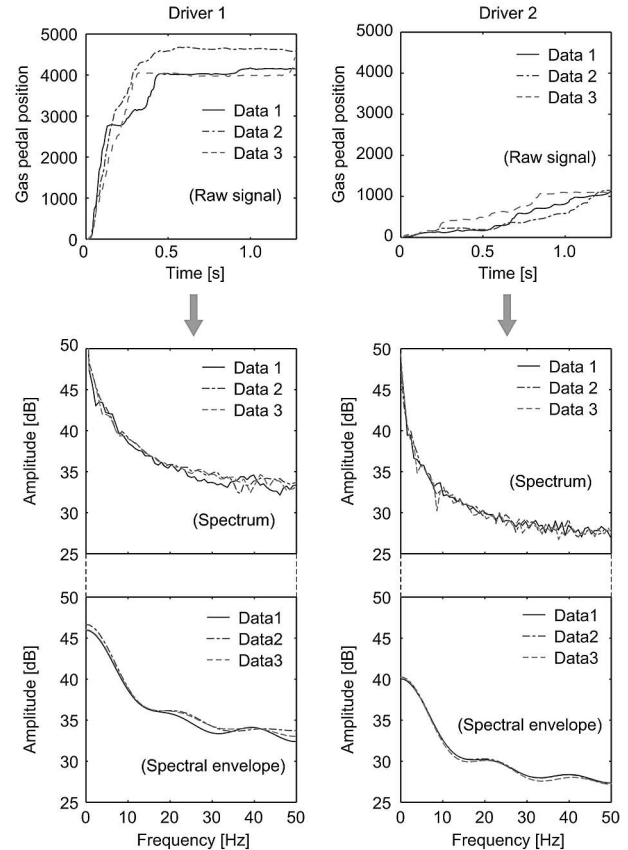 Driver 1
Gas pedal position
5000
4000
3000
2000
1000
0
Data 1
Data 2
Data 3
(Raw signal)
0 0.5 1.0
Time [s]
Driver 2
Gas pedal position
5000
4000
3000
2000
1000
0
Data 1
Data 2
Data 3
(Raw signal)
0 0.5 1.0
Time [s]
Amplitude [dB]
50
45
40
35
30
25
Data 1
Data 2
Data 3
(Spectrum)
Amplitude [dB]
50
45
40
35
30
25
Data 1
Data 2
Data 3
(Spectrum)
Amplitude [dB]
50
45
40
35
30
25
Data1
Data2
Data3
(Spectral envelope)
0 10 20 30 40 50
Frequency [Hz]
Amplitude [dB]
50
45
40
35
30
25
Data1
Data2
Data3
(Spectral envelope)
0 10 20 30 40 50
Frequency [Hz]